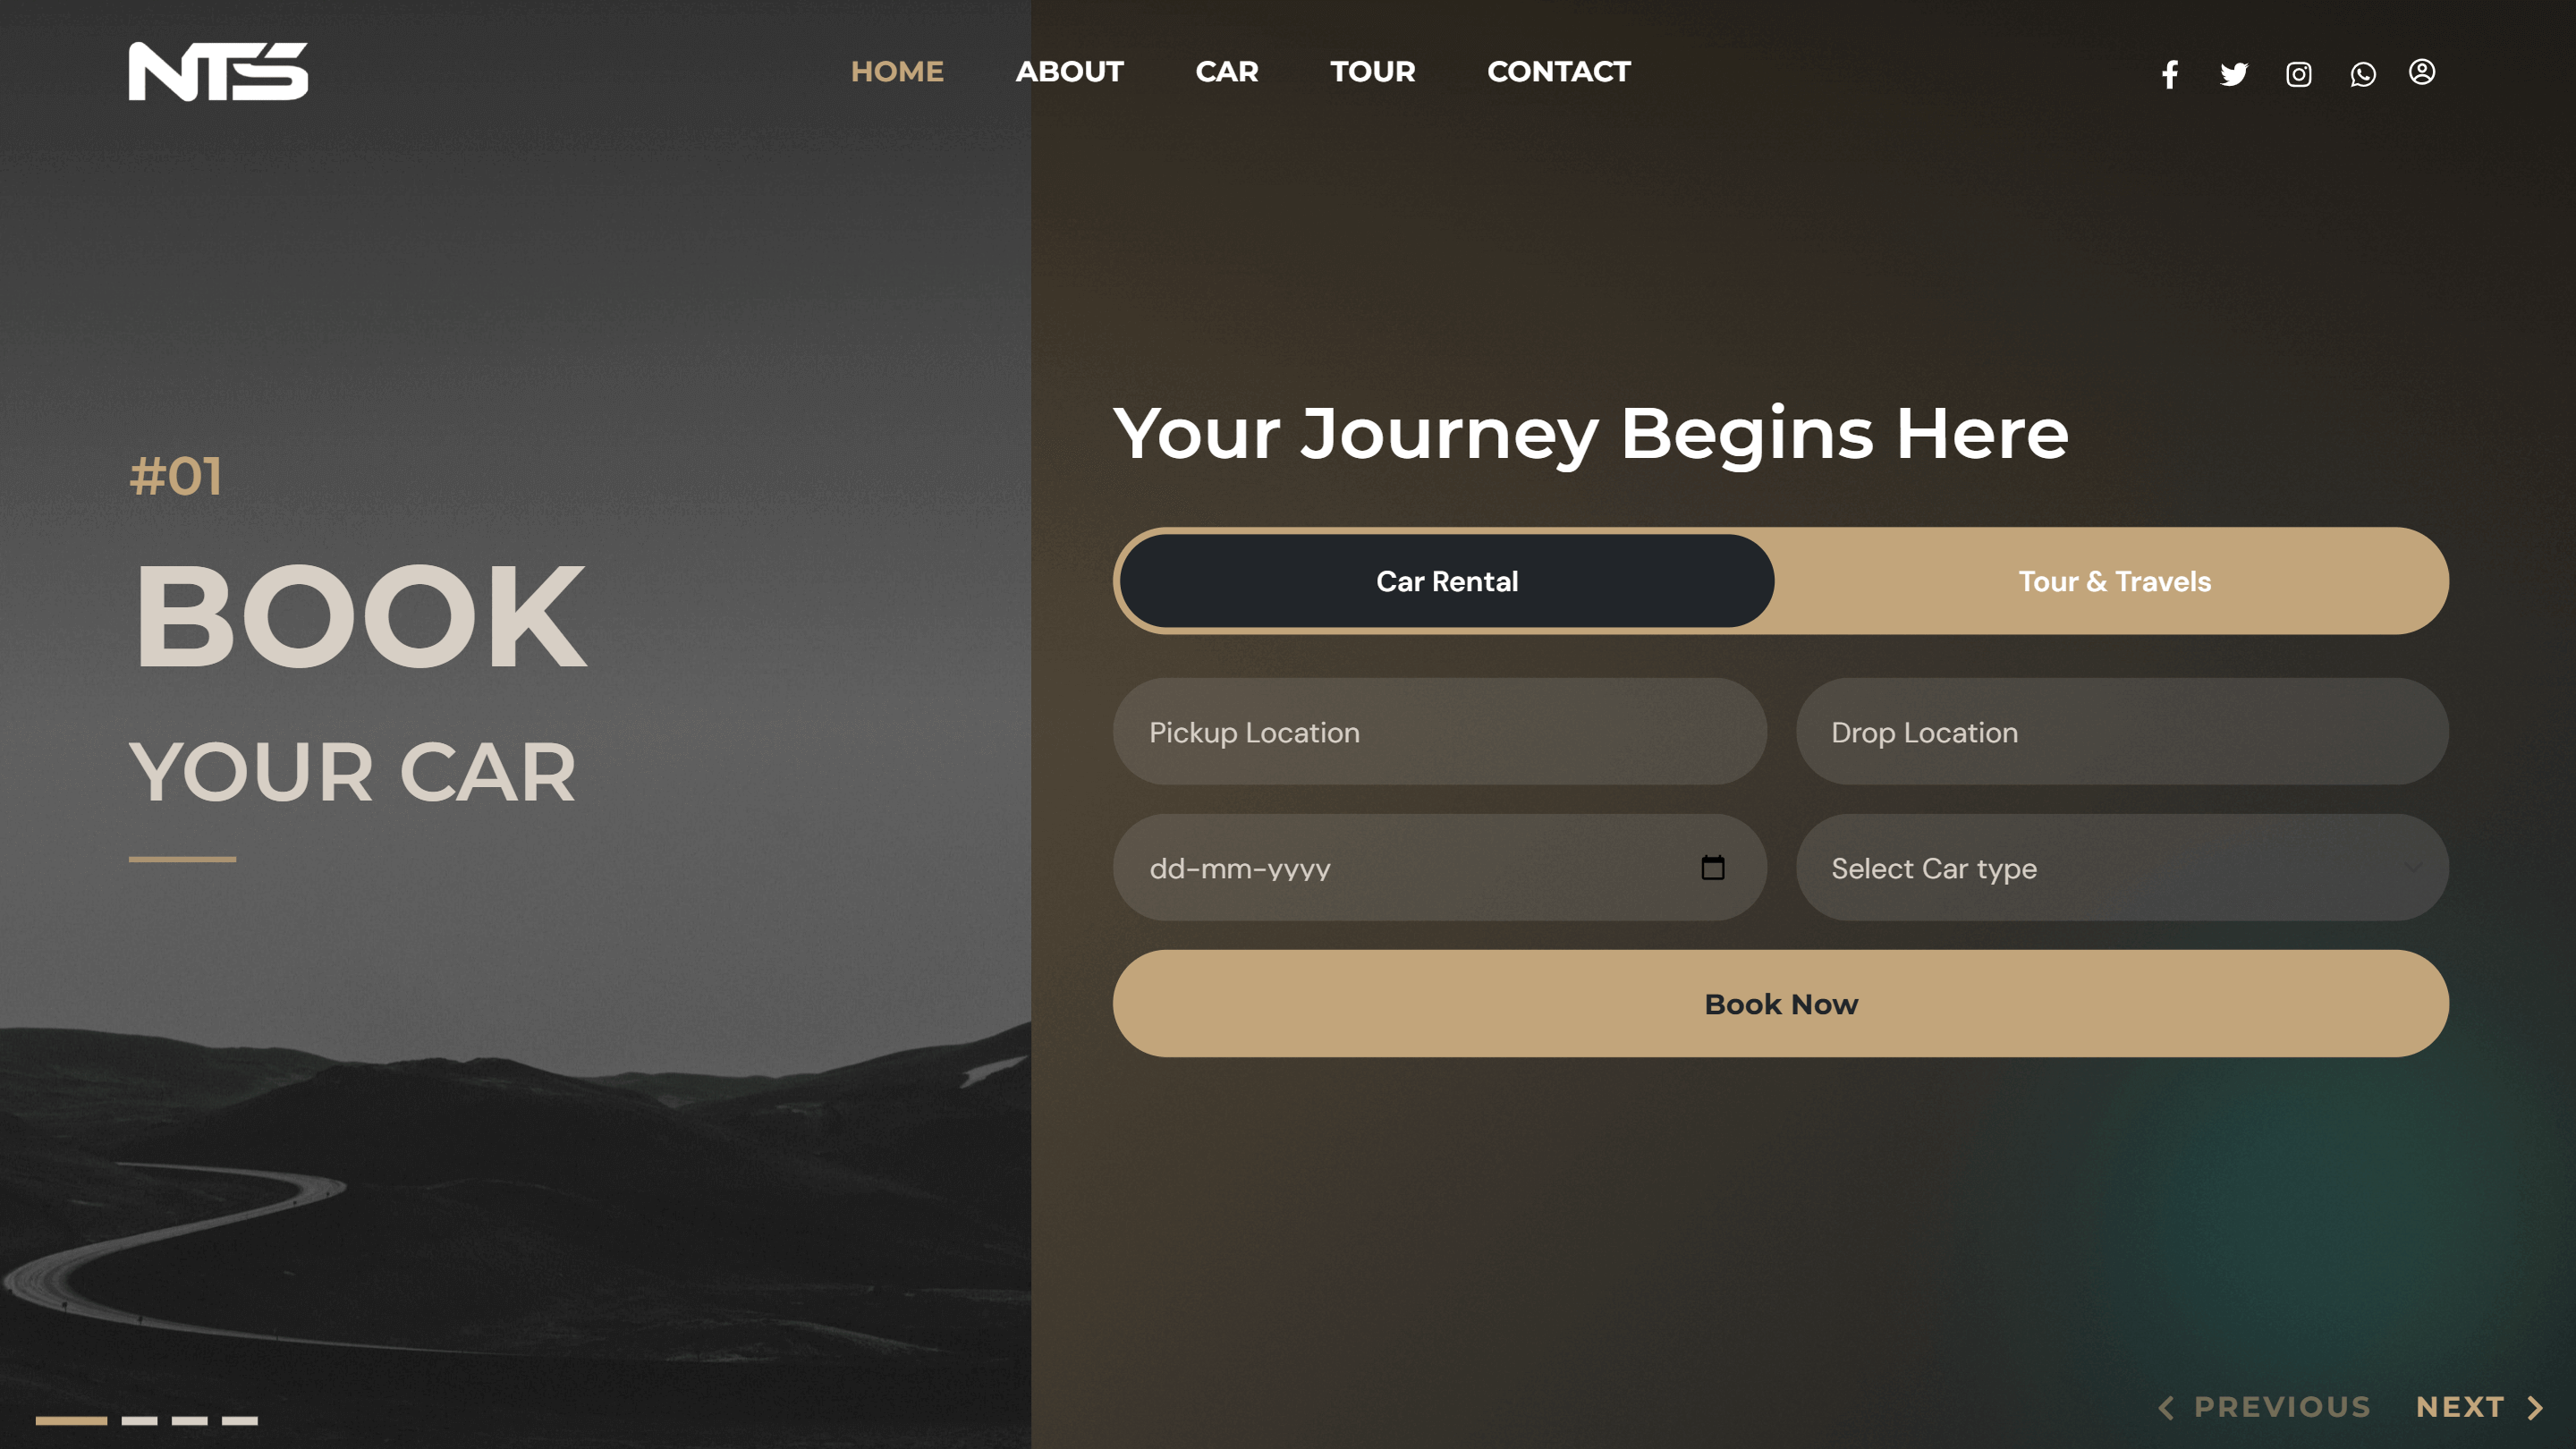 NTS
HOME ABOUT CAR TOUR CONTACT
#01
BOOK
YOUR CAR
Your Journey Begins Here
Car Rental Tour & Travels
Pickup Location Drop Location
dd-mm-yyyy Select Car type
Book Now
PREVIOUS NEXT